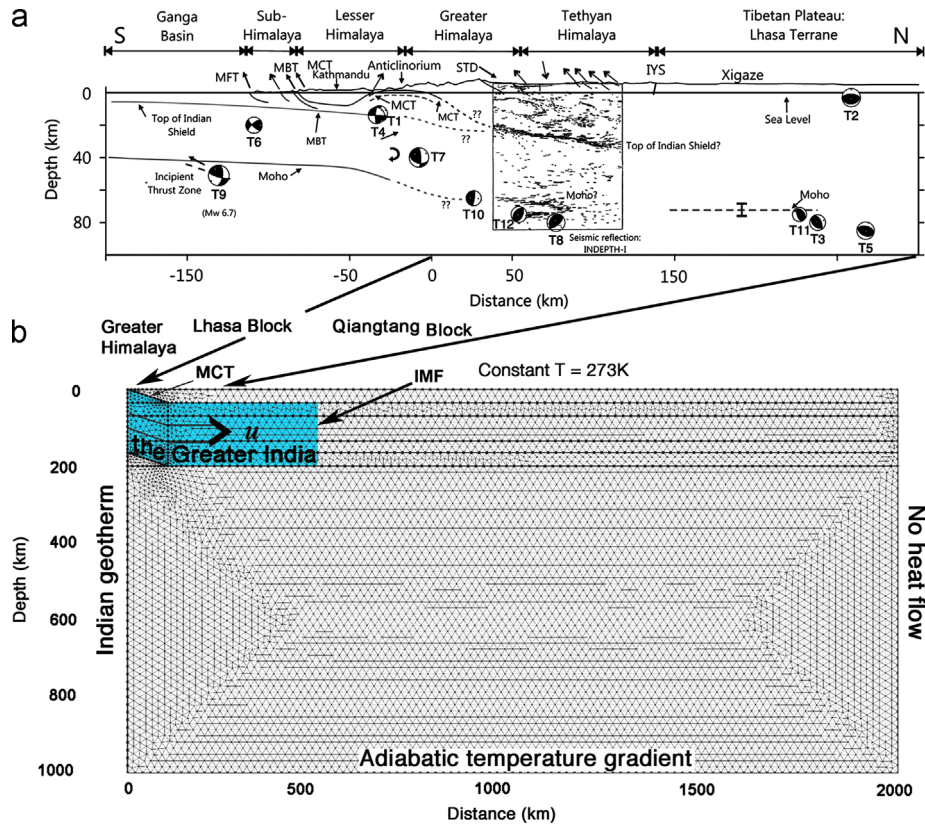 a
Ganga Basin
Sub-Himalaya
Lesser Himalaya
Greater Himalaya
Tethyan Himalaya
Tibetan Plateau: Lhasa Terrane
S
N
MFT
MBT
MCT
Kathmandu
Anticlinorium
STD
IYS
Xigaze
0
40
80
Depth (km)
Top of Indian Shield
MBT
MCT
MCT
??
T1
T4
T6
T7
??
Sea Level
T2
Top of Indian Shield?
Incipient Thrust Zone
T9
(Mw 6.7)
Moho
??
T10
Moho?
T12
T8
Seismic reflection: INDEPTH-I
Moho
T11
T3
T5
-150
-100
-50
0
50
100
150
200
250
Distance (km)
b
Greater Himalaya
Lhasa Block
Qiangtang Block
MCT
IMF
Constant T = 273K
u
the Greater India
0
200
400
600
800
1000
Depth (km)
Indian geotherm
No heat flow
Adiabatic temperature gradient
0
500
1000
1500
2000
Distance (km)